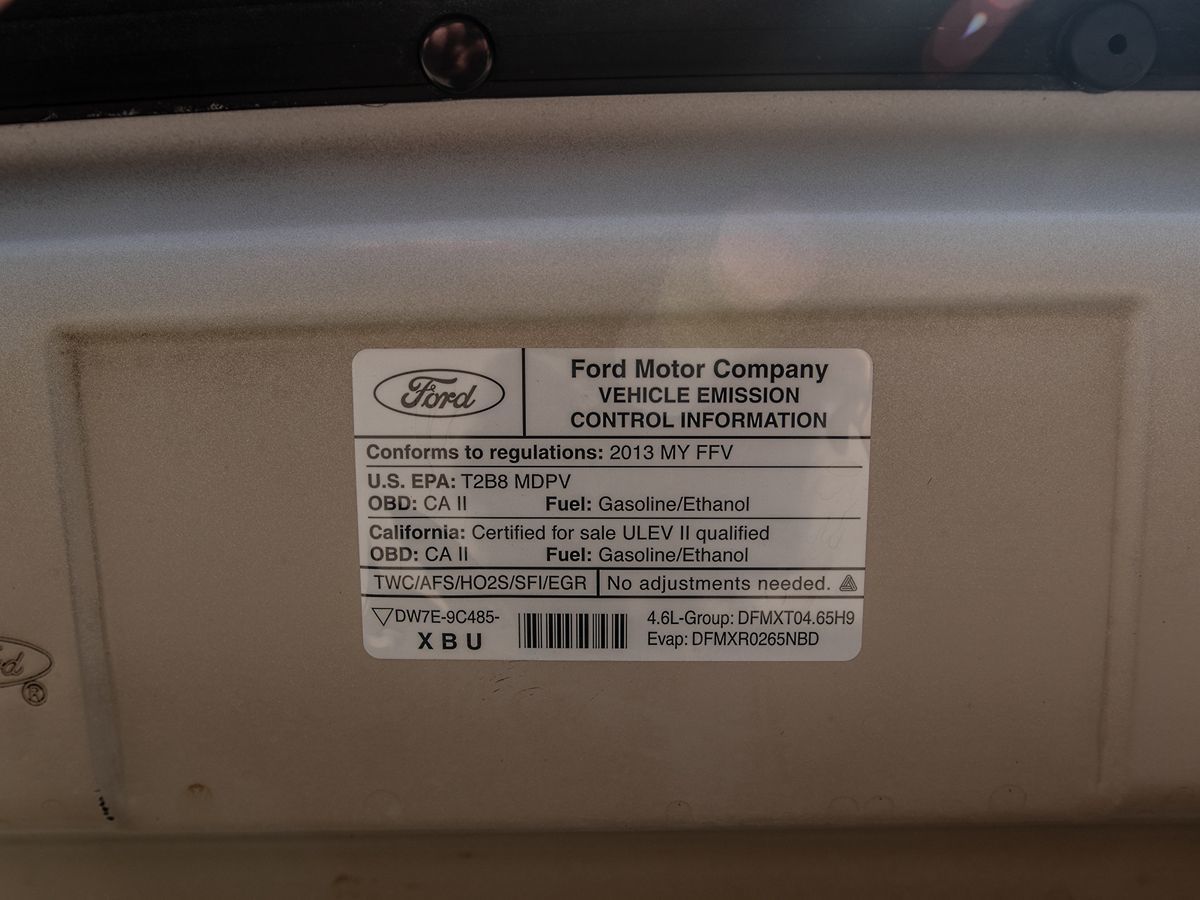 Ford
Ford Motor Company
VEHICLE EMISSION
CONTROL INFORMATION
Conforms to regulations: 2013 MY FFV
U.S. EPA: T2B8 MDPV
OBD: CA II Fuel: Gasoline/Ethanol
California: Certified for sale ULEV II qualified
OBD: CA II Fuel: Gasoline/Ethanol
TWC/AFS/HO2S/SFI/EGR No adjustments needed.
DW7E-9C485- 4.6L-Group: DFMXT04.65H9
X B U Evap: DFMXR0265NBD
rd
®